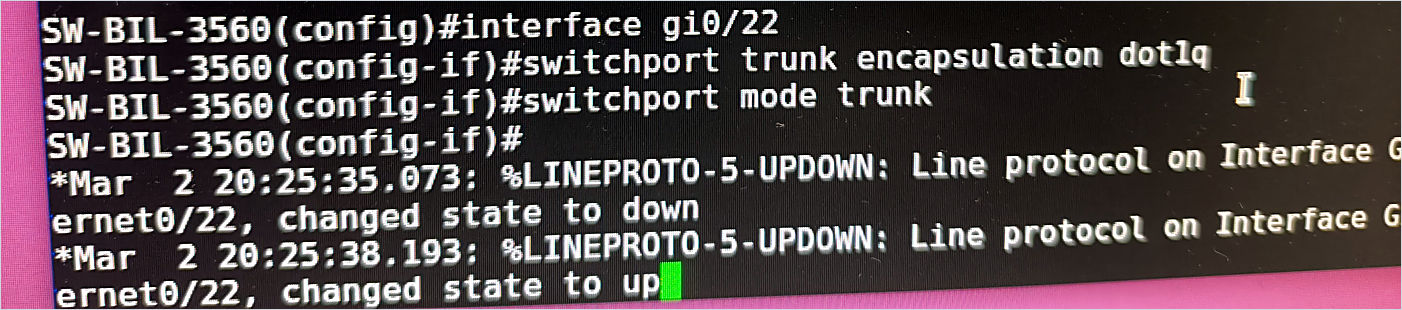 SW-BIL-3560(config)#interface gi0/22
SW-BIL-3560(config-if)#switchport trunk encapsulation dot1q
SW-BIL-3560(config-if)#switchport mode trunk
SW-BIL-3560(config-if)#
*Mar  2 20:25:35.073: %LINEPROTO-5-UPDOWN: Line protocol on Interface G
ernet0/22, changed state to down
*Mar  2 20:25:38.193: %LINEPROTO-5-UPDOWN: Line protocol on Interface G
ernet0/22, changed state to up